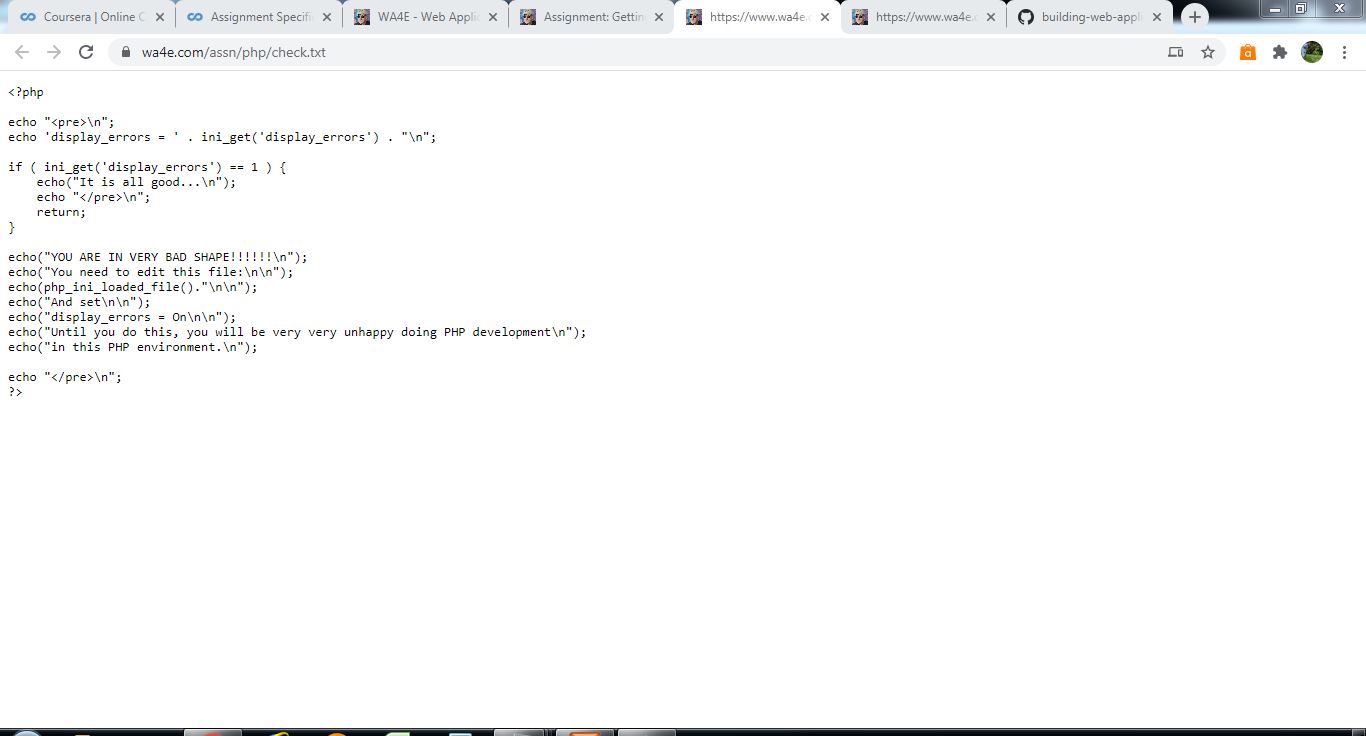 Coursera | Online C
Assignment Specifi
WA4E - Web Applic
Assignment: Gettin
https://www.wa4e.c
https://www.wa4e.c
building-web-appli
wa4e.com/assn/php/check.txt
<?php
echo "<pre>\n";
echo 'display_errors = ' . ini_get('display_errors') . "\n";
if ( ini_get('display_errors') == 1 ) {
    echo("It is all good...\n");
    echo "</pre>\n";
    return;
}
echo("YOU ARE IN VERY BAD SHAPE!!!!!!\n");
echo("You need to edit this file:\n\n");
echo(php_ini_loaded_file()."\n\n");
echo("And set\n\n");
echo("display_errors = On\n\n");
echo("Until you do this, you will be very very unhappy doing PHP development\n");
echo("in this PHP environment.\n");
echo "</pre>\n";
?>